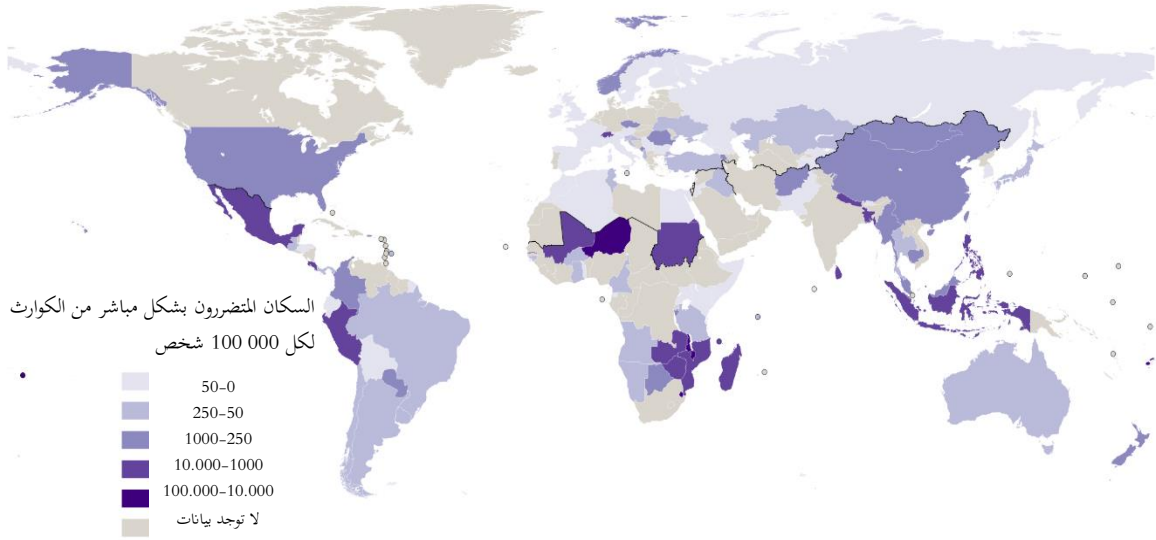 السكان المتضررون بشكل مباشر من الكوارث
لكل 000 100 شخص
50-0
250-50
1000-250
10.000-1000
100.000-10.000
لا توجد بيانات